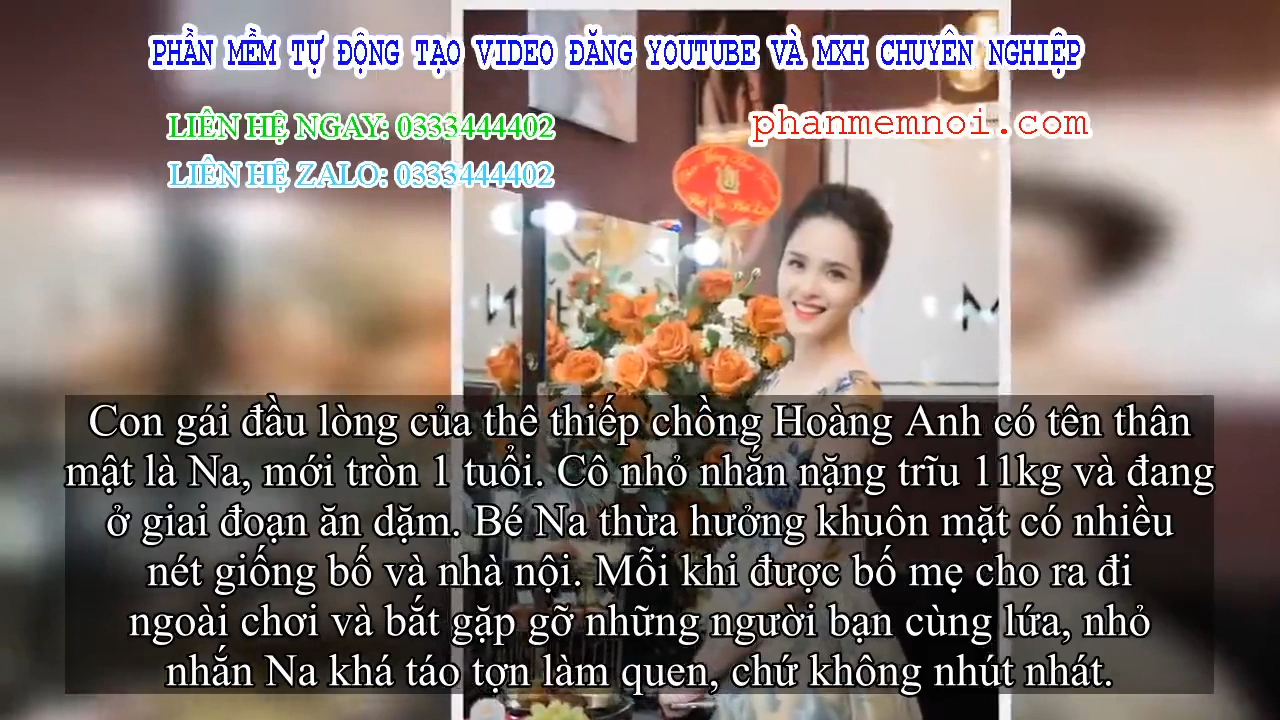 PHẦN MỀM TỰ ĐỘNG TẠO VIDEO ĐĂNG YOUTUBE VÀ MXH CHUYÊN NGHIỆP
LIÊN HỆ NGAY: 0333444402
phanmemnoi.com
LIÊN HỆ ZALO: 0333444402
Con gái đầu lòng của thê thiếp chồng Hoàng Anh có tên thân
mật là Na, mới tròn 1 tuổi. Cô nhỏ nhắn nặng trĩu 11kg và đang
ở giai đoạn ăn dặm. Bé Na thừa hưởng khuôn mặt có nhiều
nét giống bố và nhà nội. Mỗi khi được bố mẹ cho ra đi
ngoài chơi và bắt gặp gỡ những người bạn cùng lứa, nhỏ
nhắn Na khá táo tợn làm quen, chứ không nhút nhát.